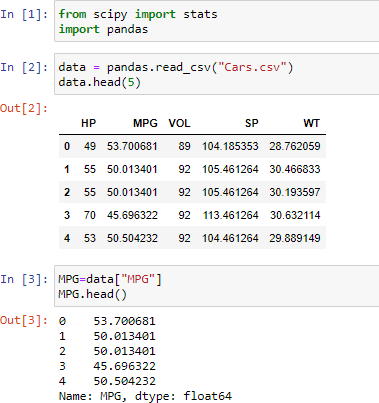 In [1]: from scipy import stats
import pandas
In [2]: data = pandas.read_csv("Cars.csv")
data.head(5)
Out[2]:
HP MPG VOL SP WT
0 49 53.700681 89 104.185353 28.762059
1 55 50.013401 92 105.461264 30.466833
2 55 50.013401 92 105.461264 30.193597
3 70 45.696322 92 113.461264 30.632114
4 53 50.504232 92 104.461264 29.889149
In [3]: MPG=data["MPG"]
MPG.head()
Out[3]: 0 53.700681
1 50.013401
2 50.013401
3 45.696322
4 50.504232
Name: MPG, dtype: float64